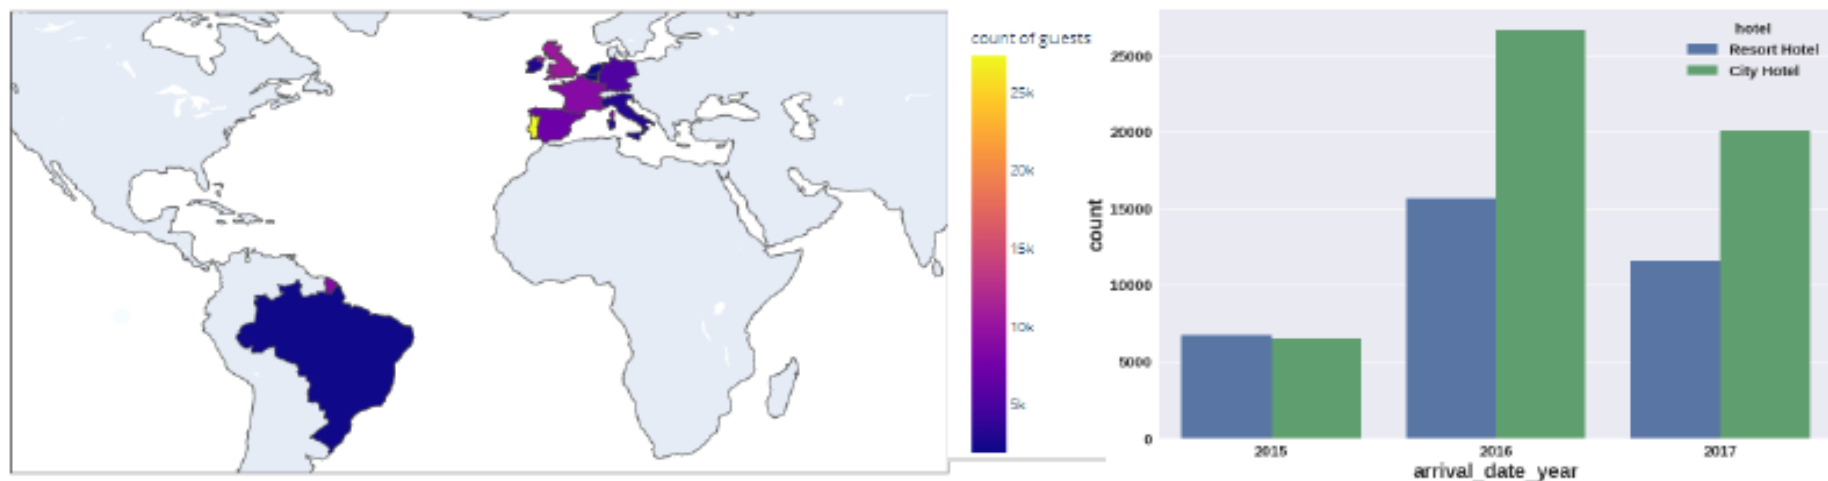 count of guests
25k
20k
15k
10k
5k
hotel
Resort Hotel
City Hotel
count
25000
20000
15000
10000
5000
0
2015
2016
2017
arrival_date_year